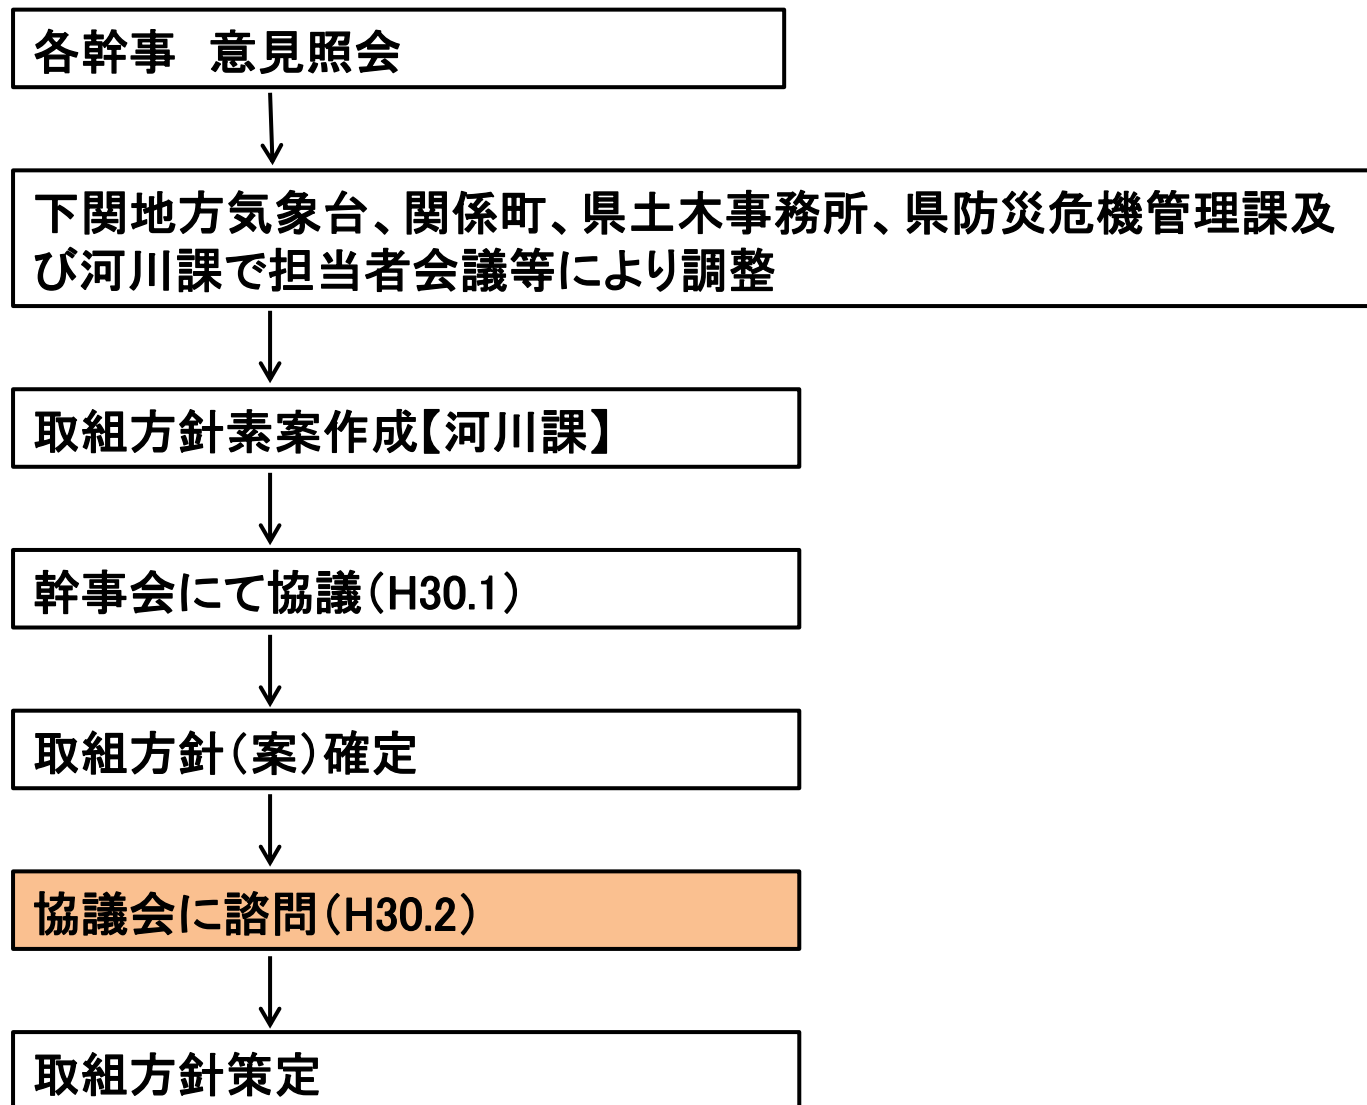 各幹事　意見照会
下関地方気象台、関係町、県土木事務所、県防災危機管理課及
び河川課で担当者会議等により調整
取組方針素案作成【河川課】
幹事会にて協議（H30.1）
取組方針（案）確定
協議会に諮問（H30.2）
取組方針策定